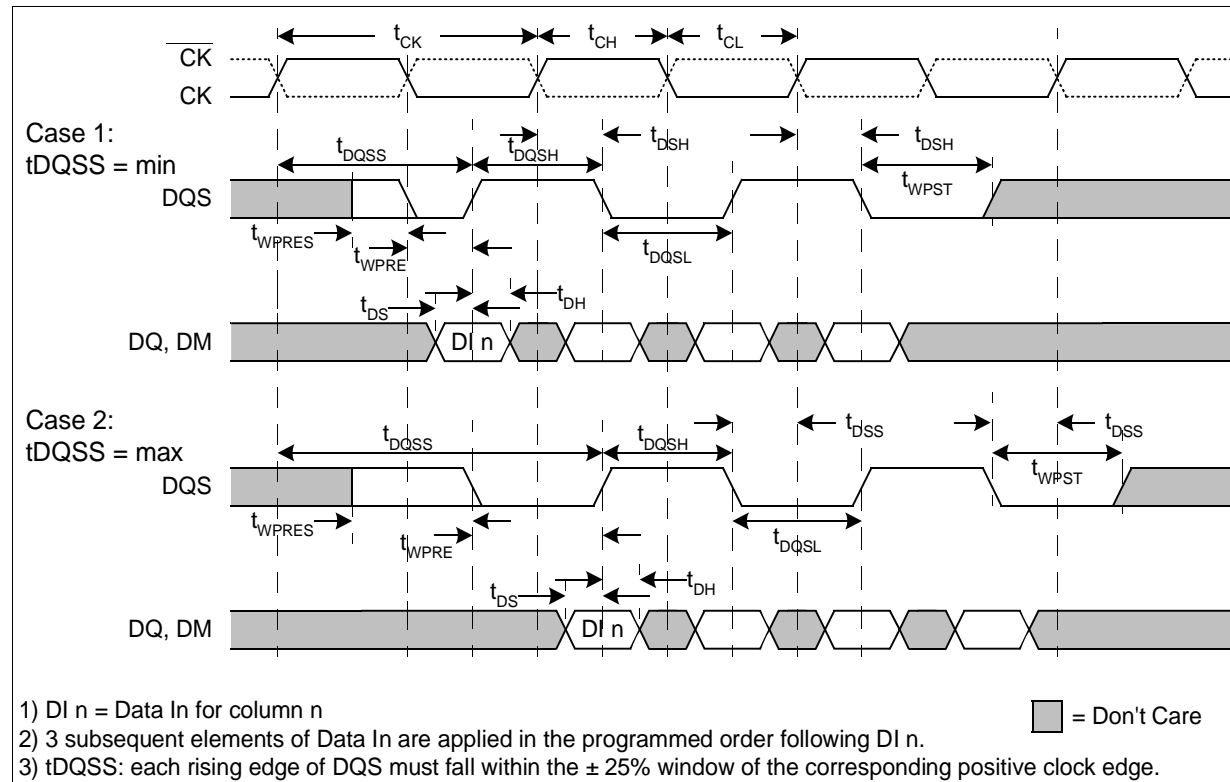 tCK tCH tCL
CK
CK
Case 1:
tDQSS = min
tDQSS tDQSH tDSH tDSH
DQS
tWPST
tWPRES
tWPRE
tDQSL
tDS tDH
DQ, DM
DI n
Case 2:
tDQSS = max
tDQSS tDQSH tDSS tDSS
DQS
tWPST
tWPRES
tWPRE
tDQSL
tDS tDH
DQ, DM
DI n
1) DI n = Data In for column n
= Don't Care
2) 3 subsequent elements of Data In are applied in the programmed order following DI n.
3) tDQSS: each rising edge of DQS must fall within the ± 25% window of the corresponding positive clock edge.